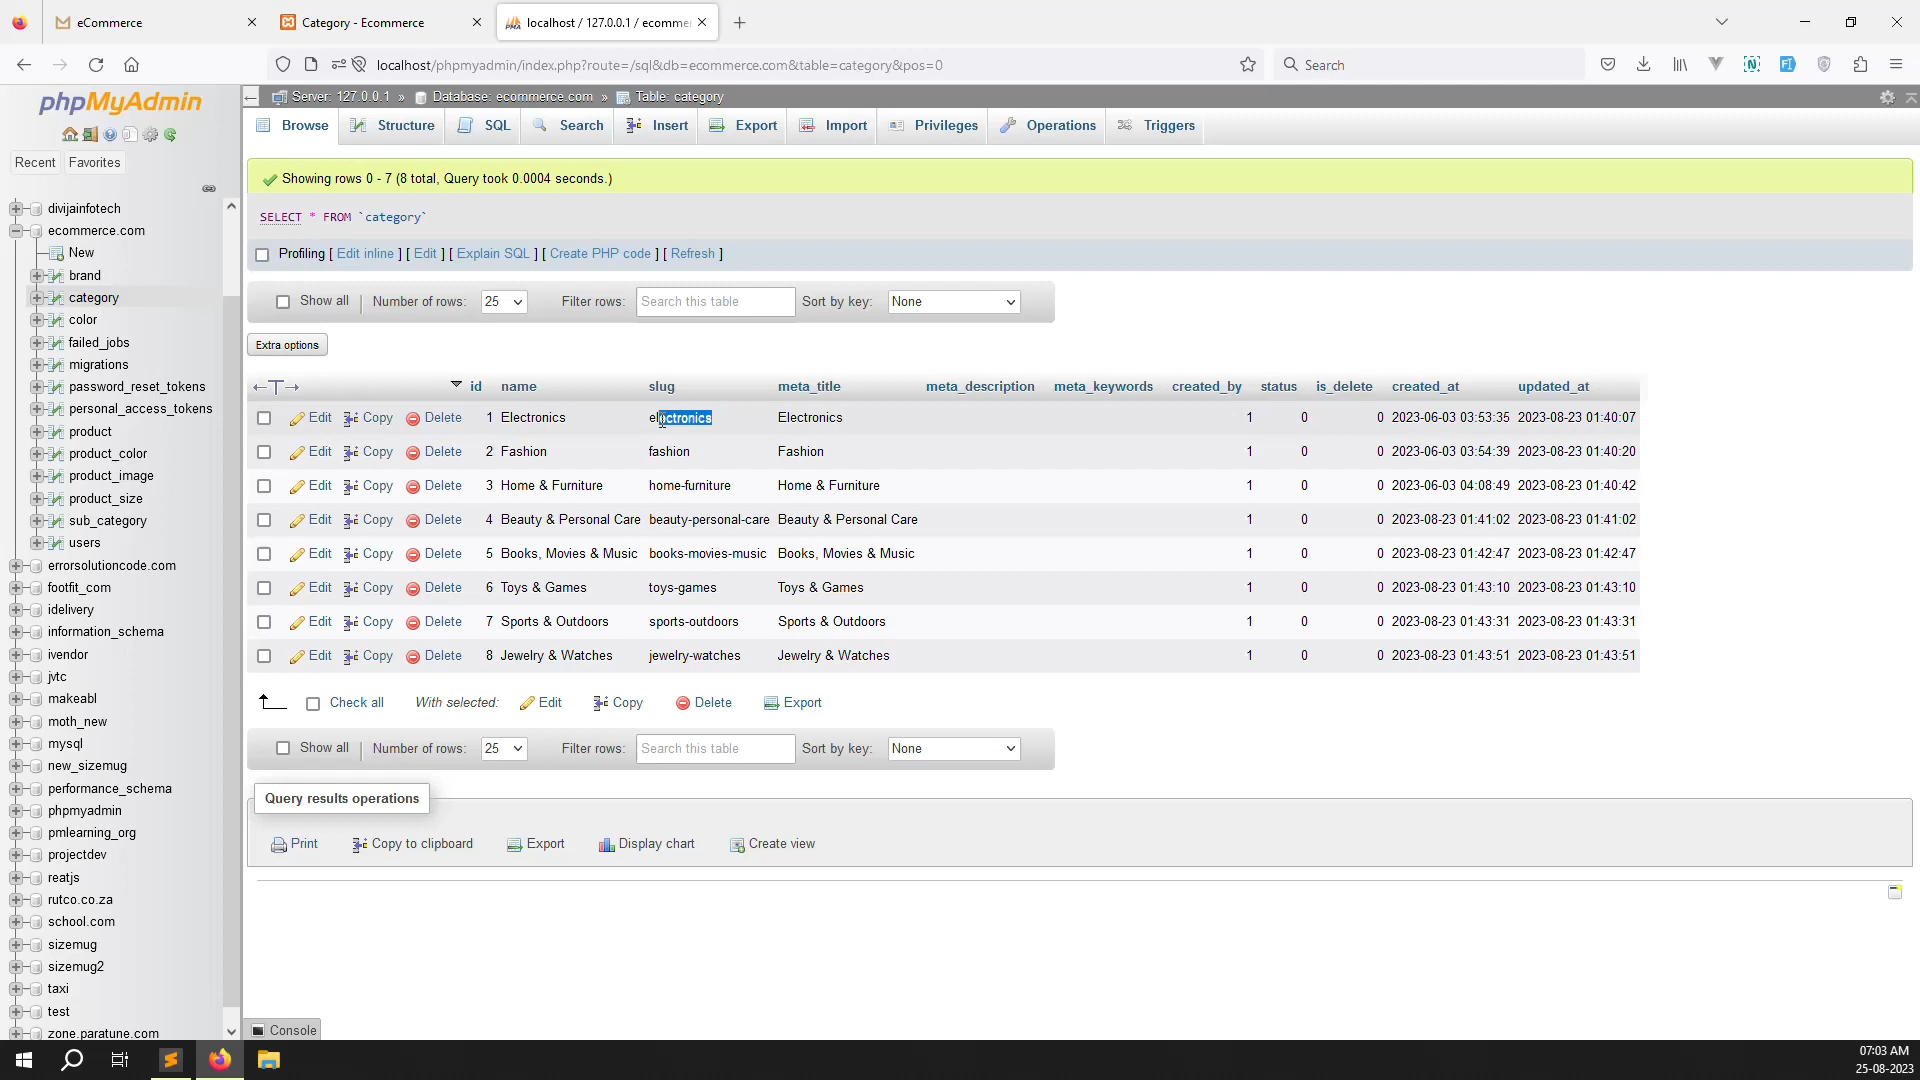 eCommerce
Category - Ecommerce
localhost / 127.0.0.1 / ecomme
localhost/phpmyadmin/index.php?route=/sql&db=ecommerce.com&table=category&pos=0
Search
phpMyAdmin
Recent
Favorites
divijainfotech
ecommerce.com
New
brand
category
color
failed_jobs
migrations
password_reset_tokens
personal_access_tokens
product
product_color
product_image
product_size
sub_category
users
errorsolutioncode.com
footfit_com
idelivery
information_schema
ivendor
jvtc
makeabl
moth_new
mysql
new_sizemug
performance_schema
phpmyadmin
pmlearning_org
projectdev
reatjs
rutco.co.za
school.com
sizemug
sizemug2
taxi
test
zone.paratune.com
Server: 127.0.0.1 » Database: ecommerce.com » Table: category
Browse Structure SQL Search Insert Export Import Privileges Operations Triggers
Showing rows 0 - 7 (8 total, Query took 0.0004 seconds.)
SELECT * FROM `category`
Profiling [ Edit inline ] [ Edit ] [ Explain SQL ] [ Create PHP code ] [ Refresh ]
Show all Number of rows: 25 Filter rows: Search this table Sort by key: None
Extra options
id name slug meta_title meta_description meta_keywords created_by status is_delete created_at updated_at
Edit Copy Delete 1 Electronics electronics Electronics 1 0 0 2023-06-03 03:53:35 2023-08-23 01:40:07
Edit Copy Delete 2 Fashion fashion Fashion 1 0 0 2023-06-03 03:54:39 2023-08-23 01:40:20
Edit Copy Delete 3 Home & Furniture home-furniture Home & Furniture 1 0 0 2023-06-03 04:08:49 2023-08-23 01:40:42
Edit Copy Delete 4 Beauty & Personal Care beauty-personal-care Beauty & Personal Care 1 0 0 2023-08-23 01:41:02 2023-08-23 01:41:02
Edit Copy Delete 5 Books, Movies & Music books-movies-music Books, Movies & Music 1 0 0 2023-08-23 01:42:47 2023-08-23 01:42:47
Edit Copy Delete 6 Toys & Games toys-games Toys & Games 1 0 0 2023-08-23 01:43:10 2023-08-23 01:43:10
Edit Copy Delete 7 Sports & Outdoors sports-outdoors Sports & Outdoors 1 0 0 2023-08-23 01:43:31 2023-08-23 01:43:31
Edit Copy Delete 8 Jewelry & Watches jewelry-watches Jewelry & Watches 1 0 0 2023-08-23 01:43:51 2023-08-23 01:43:51
Check all With selected: Edit Copy Delete Export
Show all Number of rows: 25 Filter rows: Search this table Sort by key: None
Query results operations
Print Copy to clipboard Export Display chart Create view
Console
07:03 AM
25-08-2023